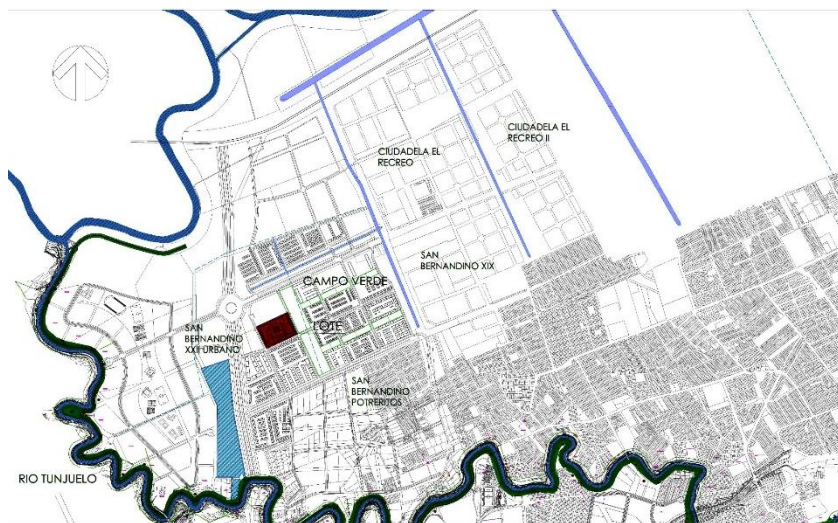 CIUDADELA EL
RECREO
CIUDADELA EL
RECREO II
SAN
BERNANDINO XIX
CAMPO VERDE
LOTE
SAN
BERNANDINO
XXII URBANO
SAN
BERNANDINO
POTRERITOS
RIO TUNJUELO